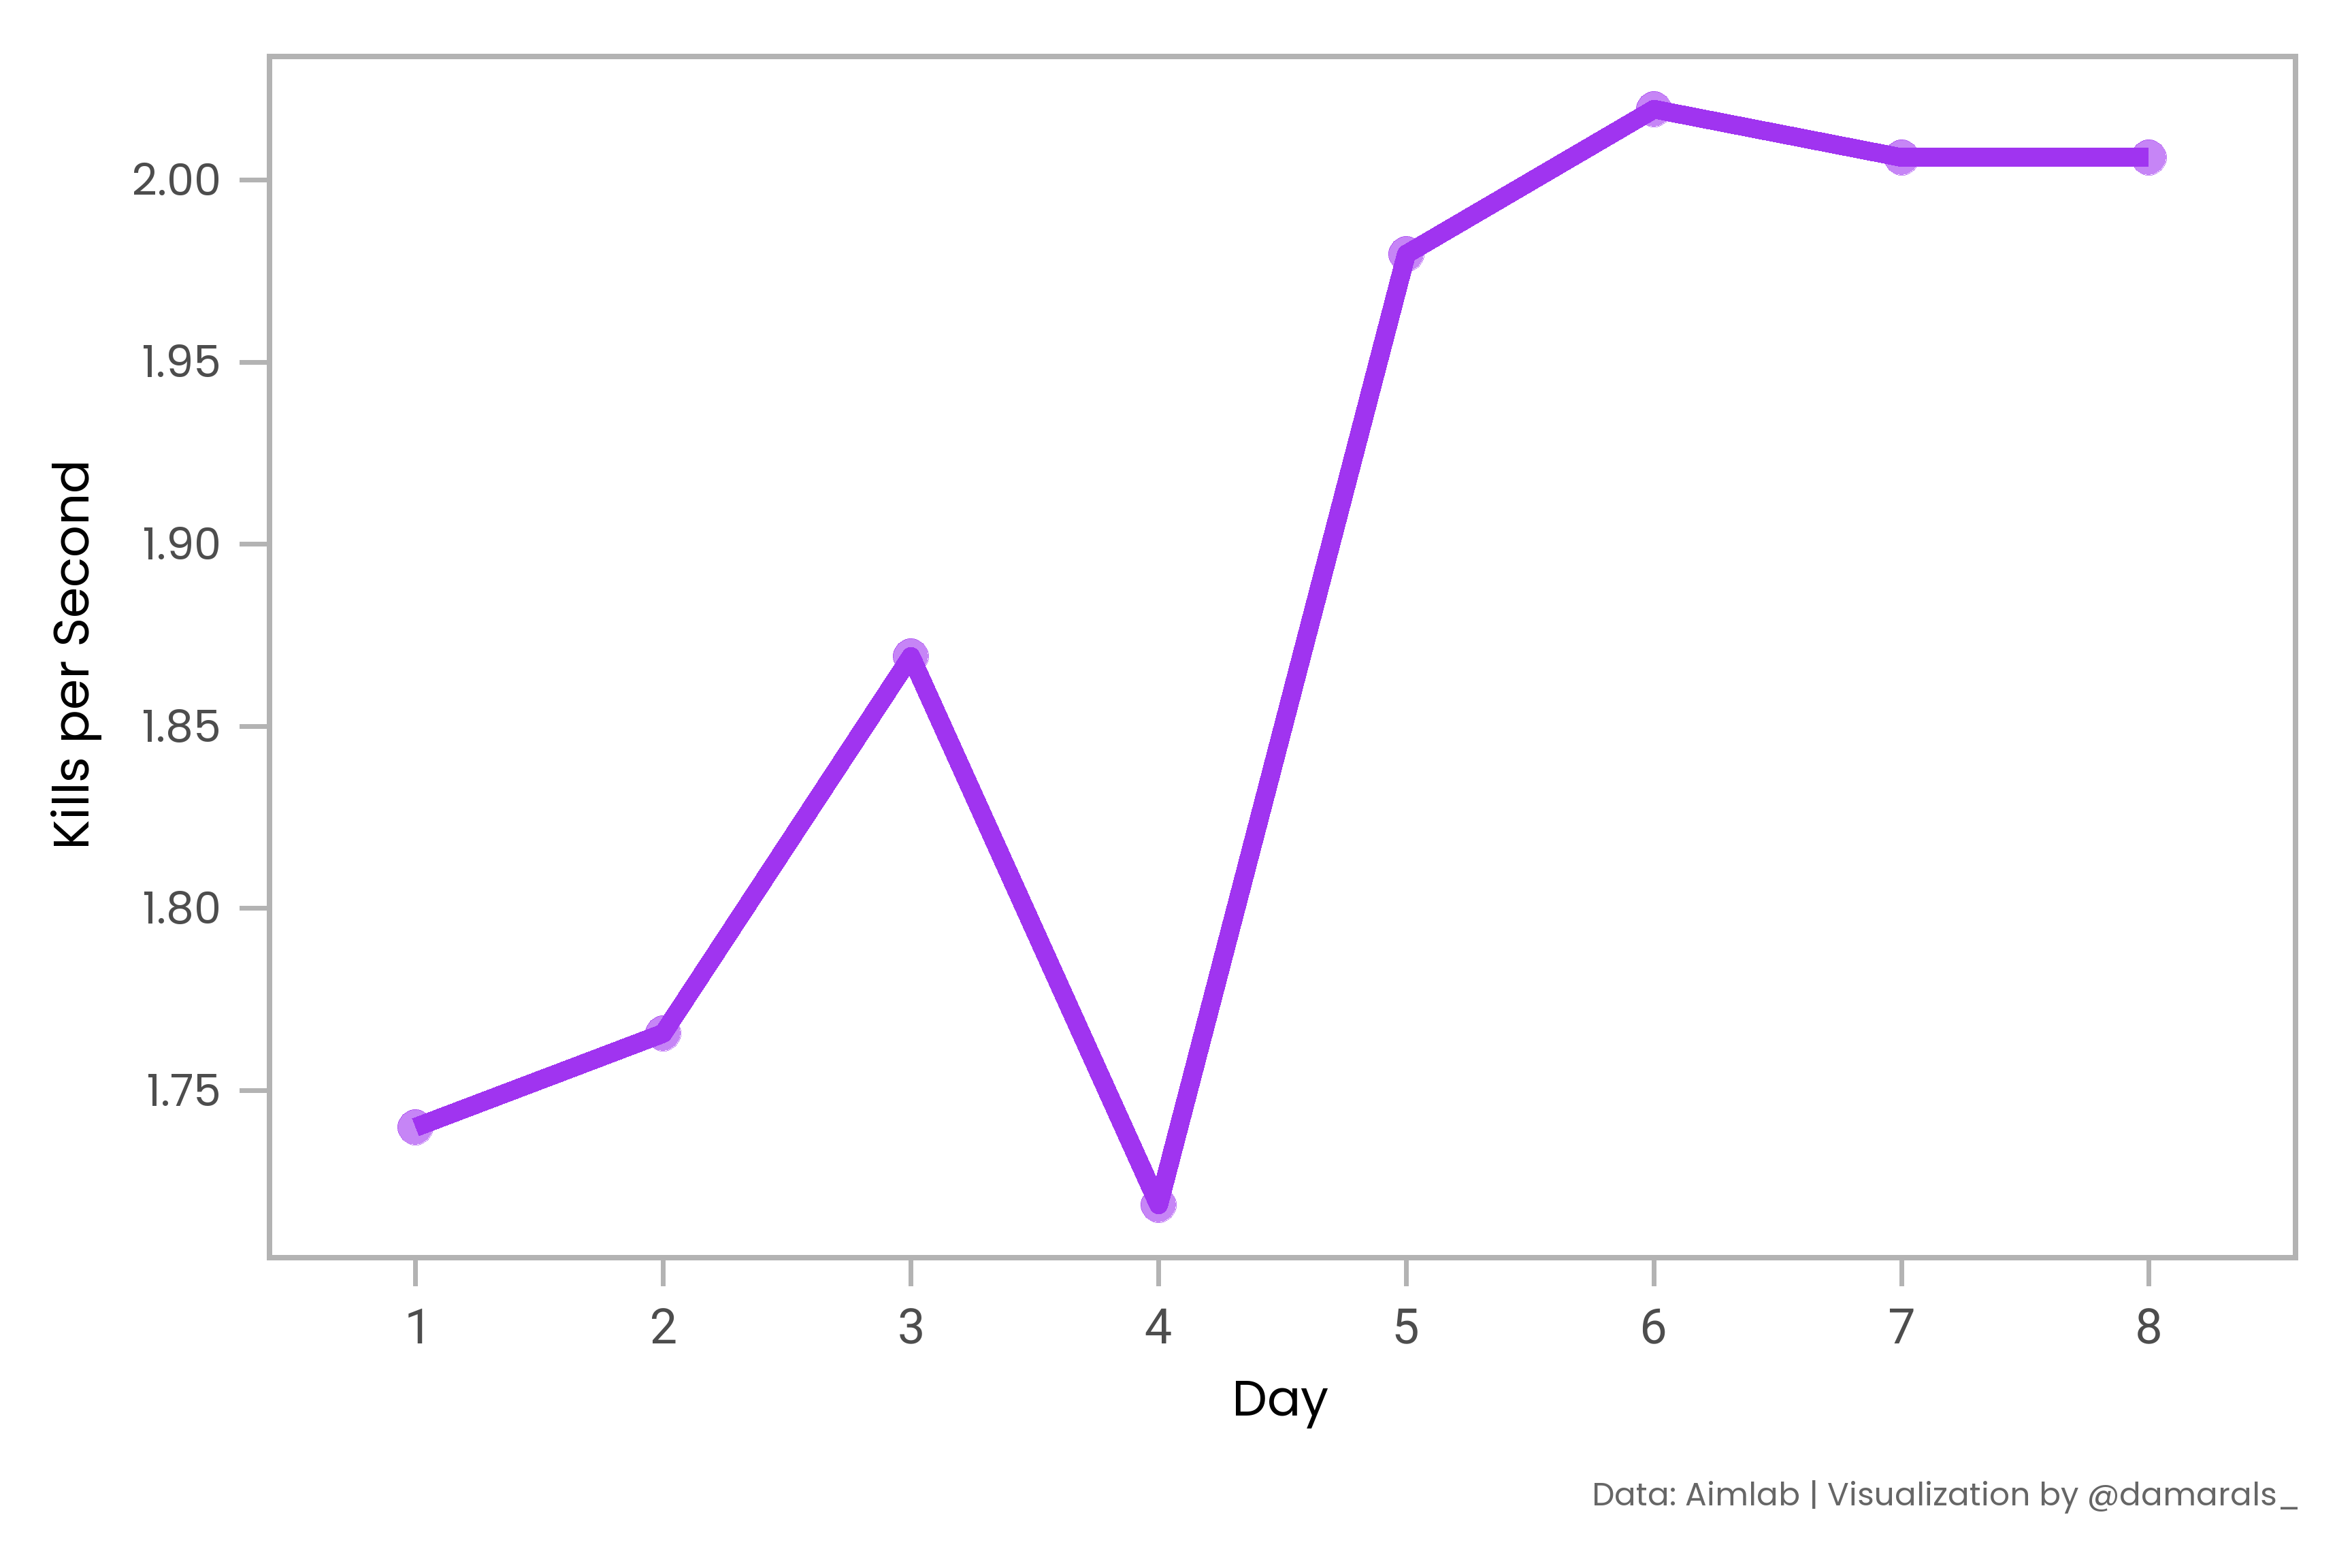 2.00
1.95
1.90
1.85
1.80
1.75
Kills per Second
1 2 3 4 5 6 7 8
Day
Data: Aimlab | Visualization by @damarals_